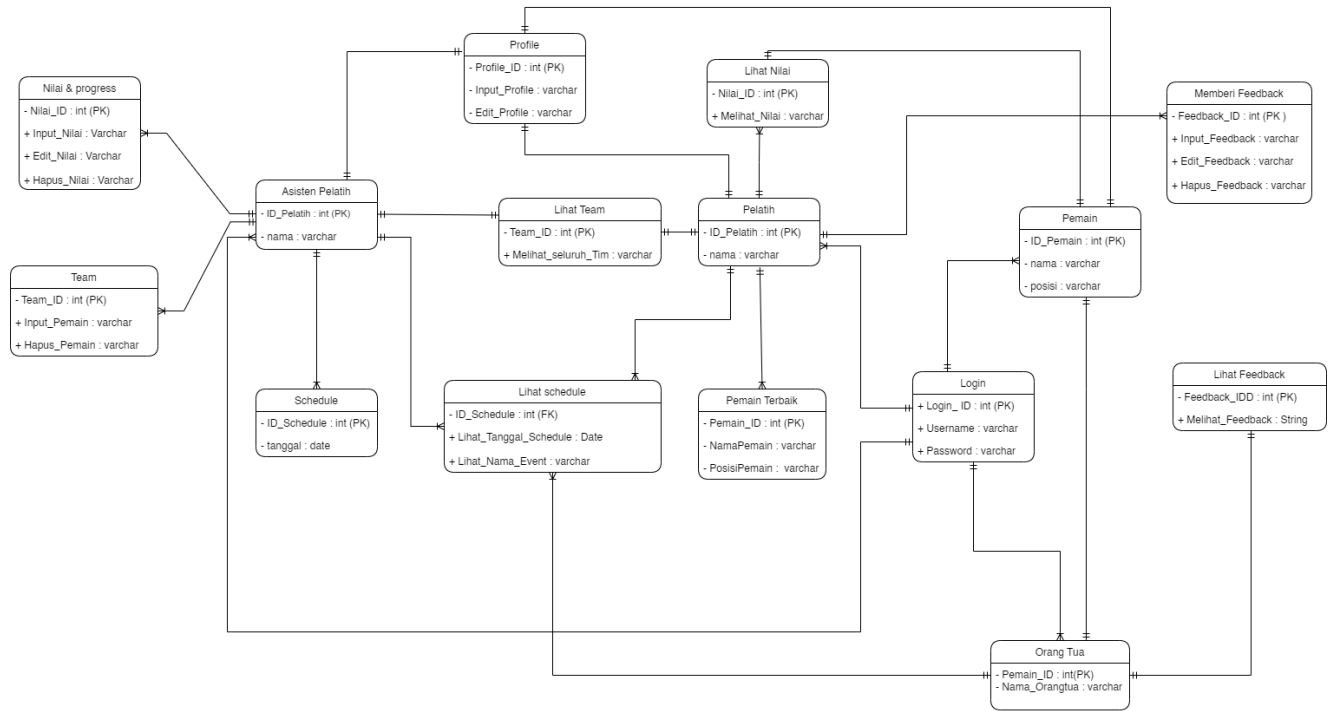 Profile
- Profile_ID : int (PK)
- Input_Profile : varchar
- Edit_Profile : varchar
Lihat Nilai
- Nilai_ID : int (PK)
+ Melihat_Nilai : varchar
Nilai & progress
- Nilai_ID : int (PK)
+ Input_Nilai : Varchar
+ Edit_Nilai : Varchar
+ Hapus_Nilai : Varchar
Memberi Feedback
- Feedback_ID : int (PK )
+ Input_Feedback : varchar
+ Edit_Feedback : varchar
+ Hapus_Feedback : varchar
Asisten Pelatih
- ID_Pelatih : int (PK)
- nama : varchar
Lihat Team
- Team_ID : int (PK)
+ Melihat_seluruh_Tim : varchar
Pelatih
- ID_Pelatih : int (PK)
- nama : varchar
Pemain
- ID_Pemain : int (PK)
- nama : varchar
- posisi : varchar
Team
- Team_ID : int (PK)
+ Input_Pemain : varchar
+ Hapus_Pemain : varchar
Schedule
- ID_Schedule : int (PK)
- tanggal : date
Lihat schedule
- ID_Schedule : int (FK)
+ Lihat_Tanggal_Schedule : Date
+ Lihat_Nama_Event : varchar
Pemain Terbaik
- Pemain_ID : int (PK)
- NamaPemain : varchar
- PosisiPemain : varchar
Login
+ Login_ ID : int (PK)
+ Username : varchar
+ Password : varchar
Lihat Feedback
- Feedback_IDD : int (PK)
+ Melihat_Feedback : String
Orang Tua
- Pemain_ID : int(PK)
- Nama_Orangtua : varchar